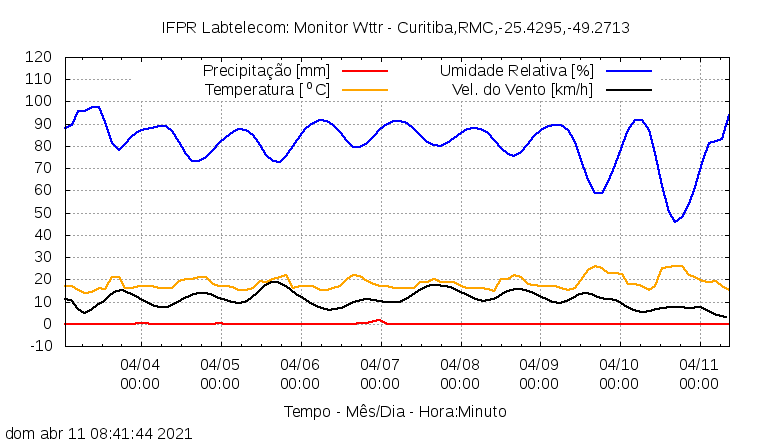 IFPR Labtelecom: Monitor Wttr - Curitiba,RMC,-25.4295,-49.2713
Precipitação [mm]
Temperatura [⁰C]
Umidade Relativa [%]
Vel. do Vento [km/h]
120
110
100
90
80
70
60
50
40
30
20
10
0
-10
04/04 04/05 04/06 04/07 04/08 04/09 04/10 04/11
00:00 00:00 00:00 00:00 00:00 00:00 00:00 00:00
Tempo - Mês/Dia - Hora:Minuto
dom abr 11 08:41:44 2021